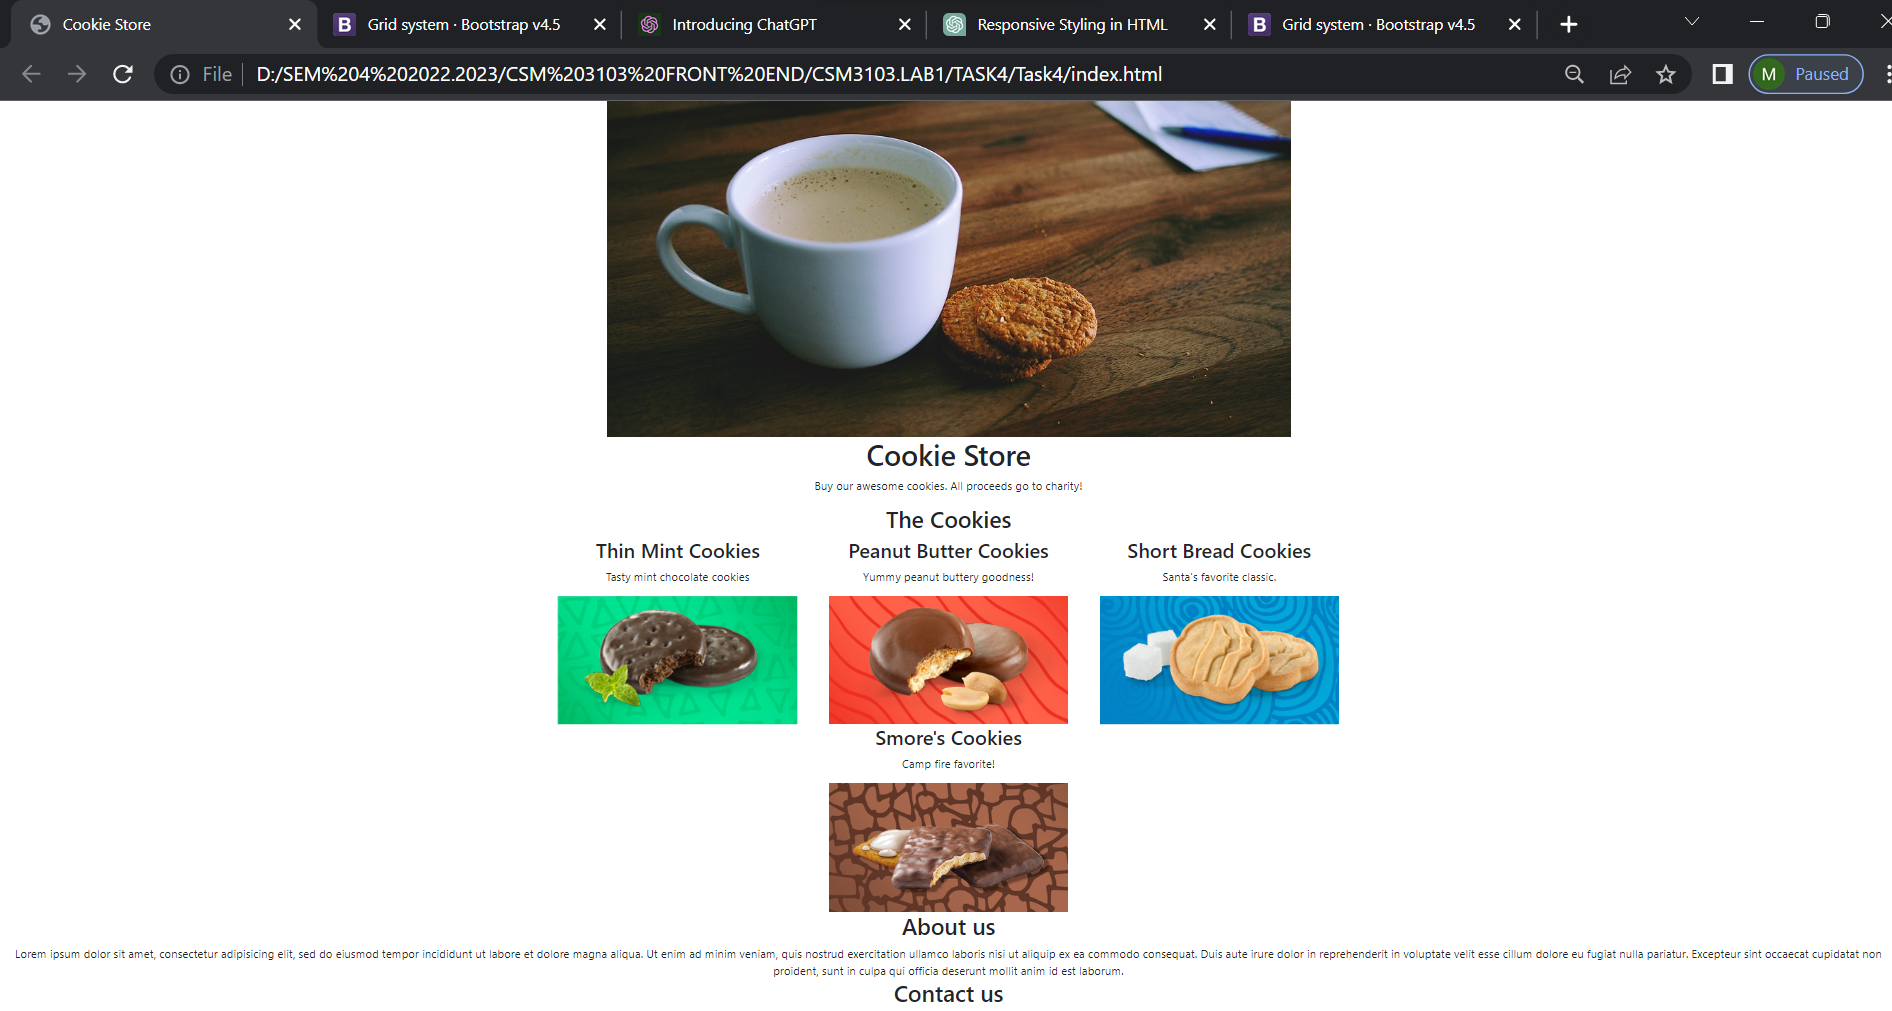 Cookie Store
Grid system · Bootstrap v4.5
Introducing ChatGPT
Responsive Styling in HTML
Grid system · Bootstrap v4.5
File
D:/SEM%204%202022.2023/CSM%203103%20FRONT%20END/CSM3103.LAB1/TASK4/Task4/index.html
M Paused
Cookie Store
Buy our awesome cookies. All proceeds go to charity!
The Cookies
Thin Mint Cookies
Tasty mint chocolate cookies
Peanut Butter Cookies
Yummy peanut buttery goodness!
Short Bread Cookies
Santa's favorite classic.
Smore's Cookies
Camp fire favorite!
About us
Lorem ipsum dolor sit amet, consectetur adipisicing elit, sed do eiusmod tempor incididunt ut labore et dolore magna aliqua. Ut enim ad minim veniam, quis nostrud exercitation ullamco laboris nisi ut aliquip ex ea commodo consequat. Duis aute irure dolor in reprehenderit in voluptate velit esse cillum dolore eu fugiat nulla pariatur. Excepteur sint occaecat cupidatat non
proident, sunt in culpa qui officia deserunt mollit anim id est laborum.
Contact us